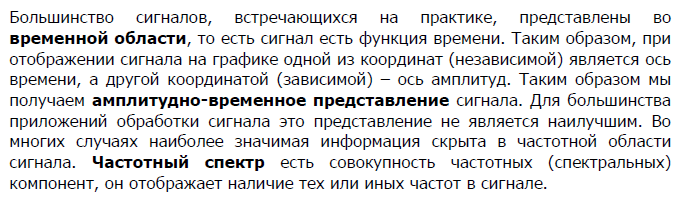 Большинство сигналов, встречающихся на практике, представлены во
временной области, то есть сигнал есть функция времени. Таким образом, при
отображении сигнала на графике одной из координат (независимой) является ось
времени, а другой координатой (зависимой) – ось амплитуд. Таким образом мы
получаем амплитудно-временное представление сигнала. Для большинства
приложений обработки сигнала это представление не является наилучшим. Во
многих случаях наиболее значимая информация скрыта в частотной области
сигнала. Частотный спектр есть совокупность частотных (спектральных)
компонент, он отображает наличие тех или иных частот в сигнале.